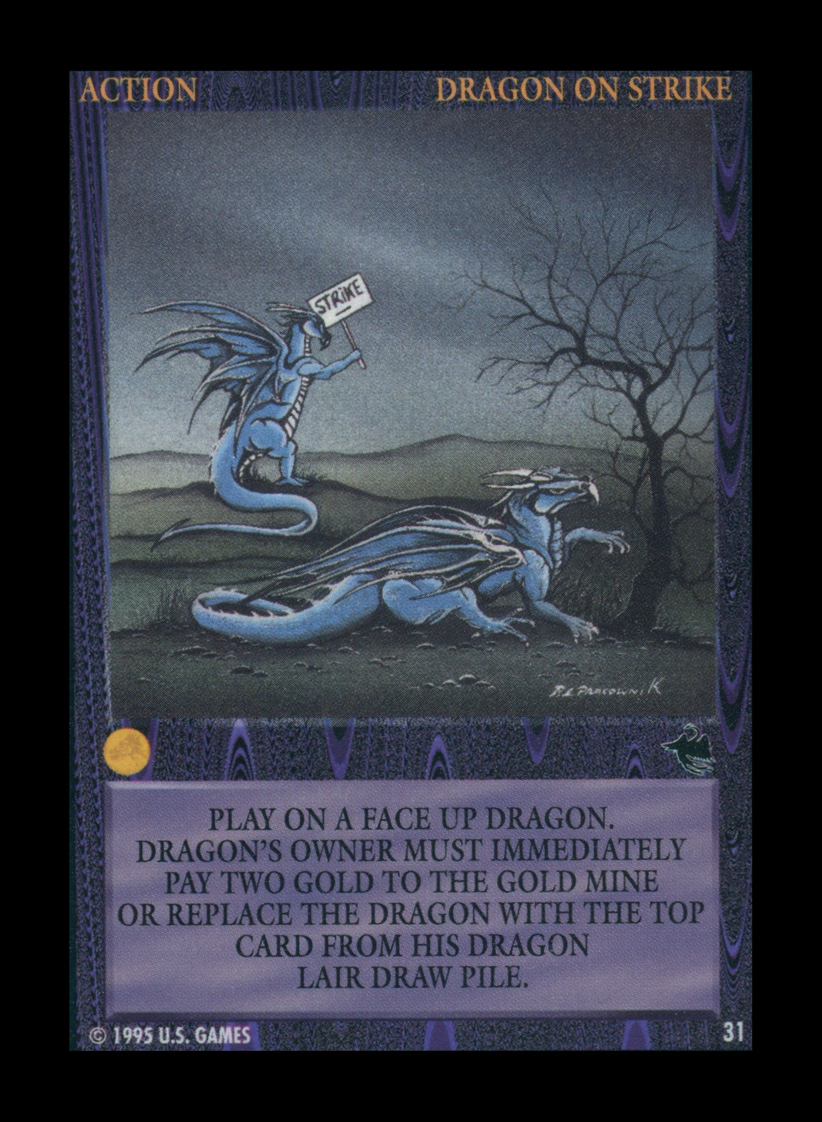 ACTION
DRAGON ON STRIKE
STRIKE
P.L. PRACOWNIK
PLAY ON A FACE UP DRAGON.
DRAGON'S OWNER MUST IMMEDIATELY
PAY TWO GOLD TO THE GOLD MINE
OR REPLACE THE DRAGON WITH THE TOP
CARD FROM HIS DRAGON
LAIR DRAW PILE.
© 1995 U.S. GAMES
31